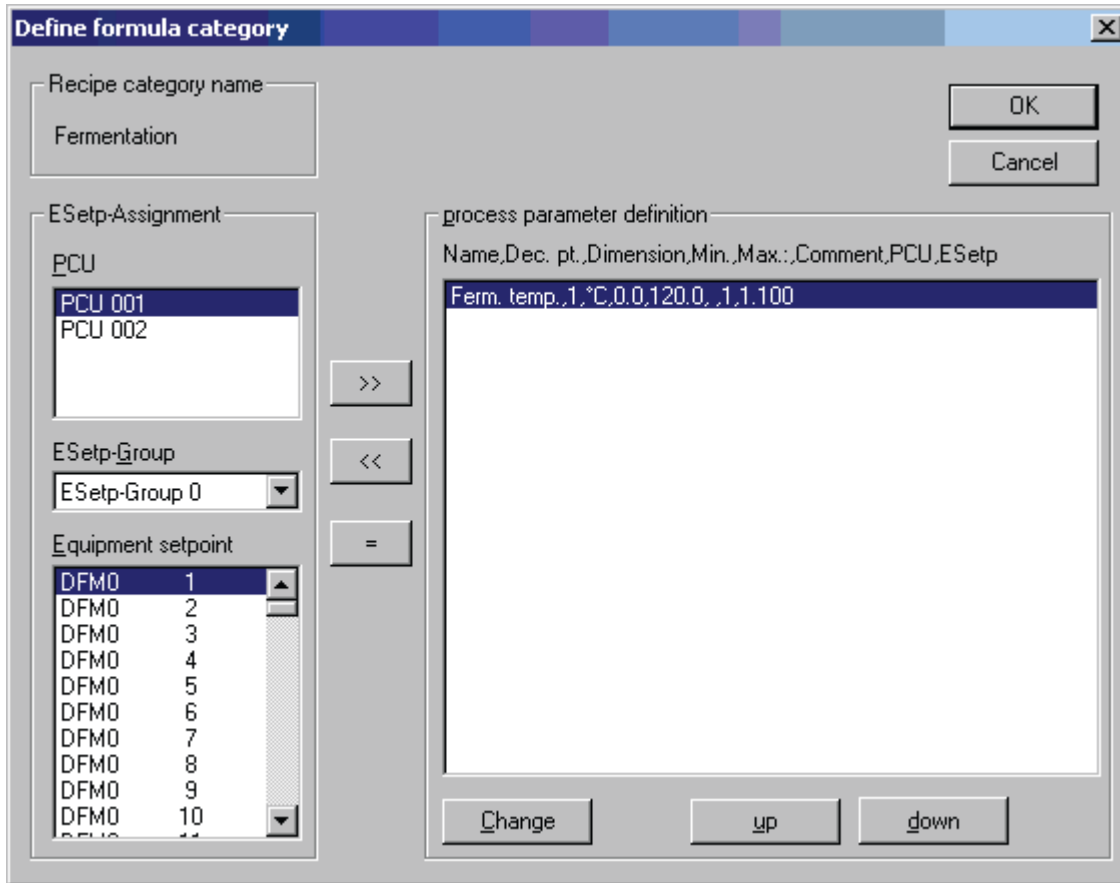 Define formula category
Recipe category name
Fermentation
OK
Cancel
ESetp-Assignment
PCU
PCU 001
PCU 002
ESetp-Group
ESetp-Group 0
Equipment setpoint
DFM0 1
DFM0 2
DFM0 3
DFM0 4
DFM0 5
DFM0 6
DFM0 7
DFM0 8
DFM0 9
DFM0 10
>>
<<
=
process parameter definition
Name,Dec. pt.,Dimension,Min.,Max.:,Comment,PCU,ESetp
Ferm. temp.,1,°C,0.0,120.0, ,1,1.100
Change
up
down